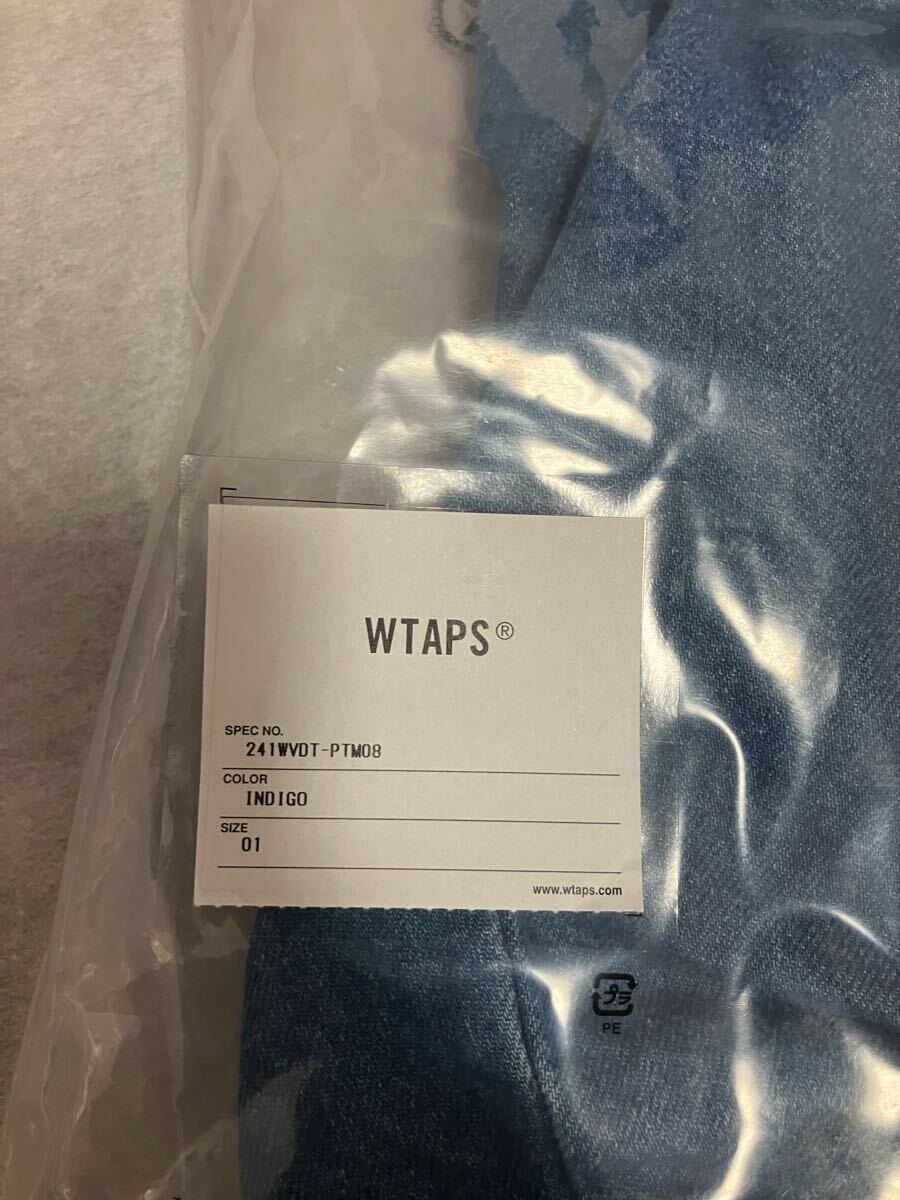 WTAPS®
SPEC NO.
241WVDT-PTM08
COLOR
INDIGO
SIZE
01
www.wtaps.com
プラ
PE